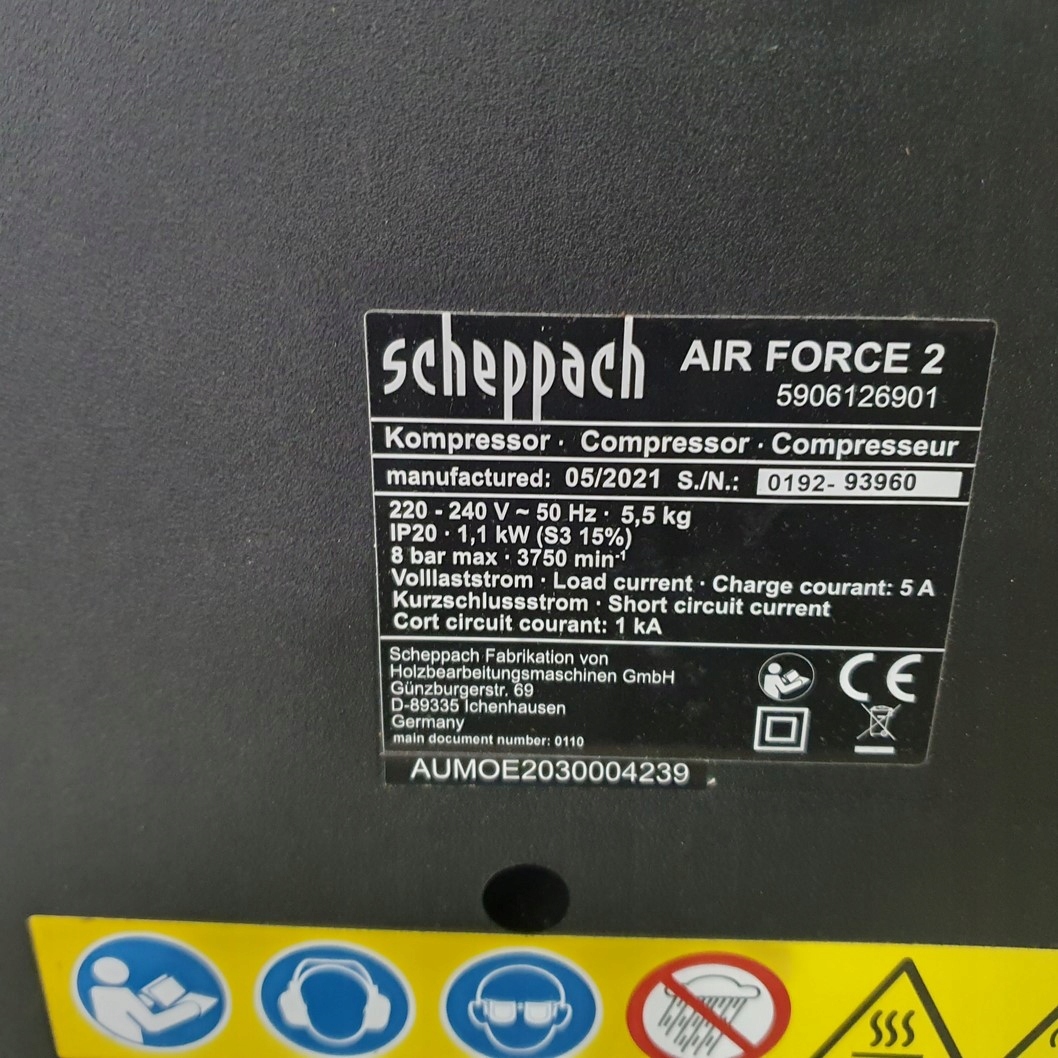 scheppach AIR FORCE 2
5906126901
Kompressor · Compressor · Compresseur
manufactured: 05/2021 S./N.: 0192- 93960
220 - 240 V ~ 50 Hz · 5,5 kg
IP20 · 1,1 kW (S3 15%)
8 bar max · 3750 min⁻¹
Volllaststrom · Load current · Charge courant: 5 A
Kurzschlussstrom · Short circuit current
Cort circuit courant: 1 kA
Scheppach Fabrikation von
Holzbearbeitungsmaschinen GmbH
Günzburgerstr. 69
D-89335 Ichenhausen
Germany
main document number: 0110
CE
AUMOE2030004239